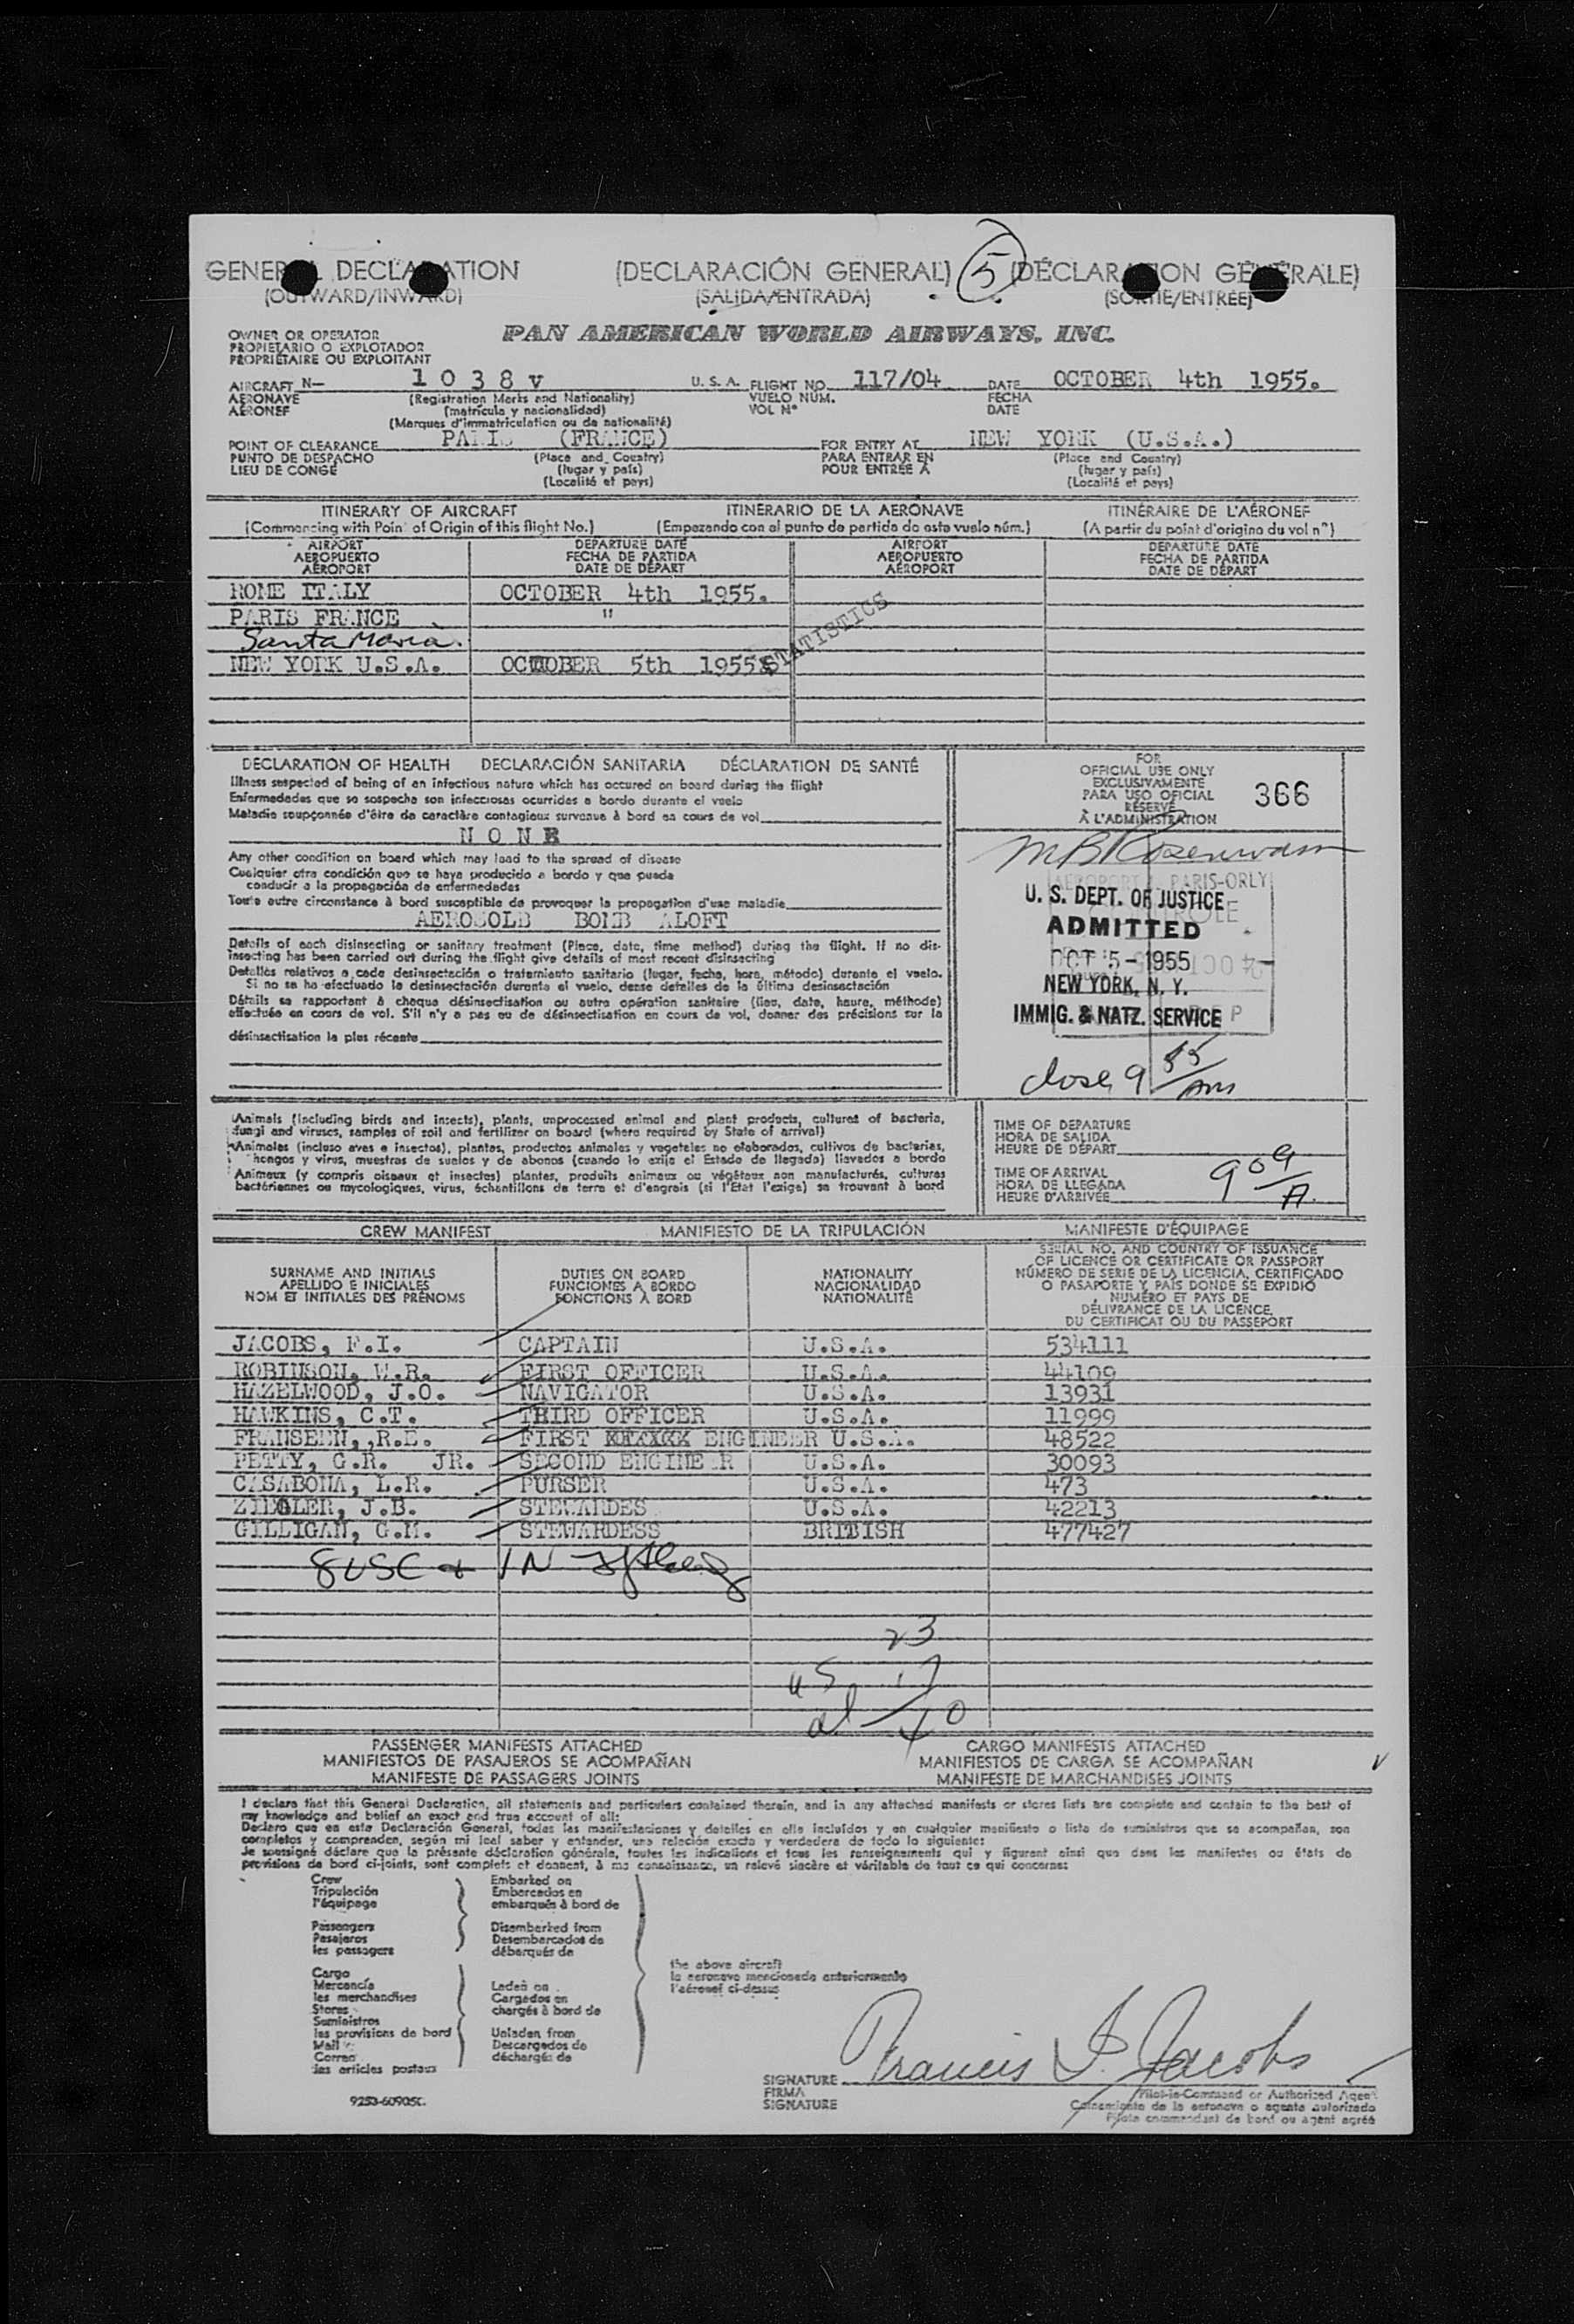 GENERAL DECLARATION (DECLARACIÓN GENERAL) 5 (DÉCLARATION GÉNÉRALE)
(OUTWARD/INWARD) (SALIDA/ENTRADA) (SORTIE/ENTRÉE)
OWNER OR OPERATOR
PROPIETARIO O EXPLOTADOR
PROPRIÉTAIRE OU EXPLOITANT
PAN AMERICAN WORLD AIRWAYS, INC.
AIRCRAFT N— 1 0 3 8 v U. S. A. FLIGHT NO. 117/04 DATE OCTOBER 4th 1955.
AERONAVE (Registration Marks and Nationality) VUELO NÚM. FECHA
AÉRONEF (matrícula y nacionalidad) VOL Nº DATE
(Marques d'immatriculation ou de nationalité)
POINT OF CLEARANCE PARIS (FRANCE) FOR ENTRY AT NEW YORK (U.S.A.)
PUNTO DE DESPACHO (Place and Country) PARA ENTRAR EN (Place and Country)
LIEU DE CONGÉ (lugar y país) POUR ENTRÉE À (lugar y país)
(Localité et pays) (Localité et pays)
ITINERARY OF AIRCRAFT ITINERARIO DE LA AERONAVE ITINÉRAIRE DE L'AÉRONEF
(Commencing with Point of Origin of this flight No.) (Empezando con el punto de partida de este vuelo núm.) (A partir du point d'origine du vol nº)
AIRPORT DEPARTURE DATE AIRPORT DEPARTURE DATE
AEROPUERTO FECHA DE PARTIDA AEROPUERTO FECHA DE PARTIDA
AÉROPORT DATE DE DÉPART AÉROPORT DATE DE DÉPART
ROME ITALY OCTOBER 4th 1955.
PARIS FRANCE "
Santa Maria.
NEW YORK U.S.A. OCTOBER 5th 1955.
STATISTICS
DECLARATION OF HEALTH DECLARACIÓN SANITARIA DÉCLARATION DE SANTÉ
Illness suspected of being of an infectious nature which has occured on board during the flight
Enfermedades que se sospecha son infecciosas ocurridas a bordo durante el vuelo
Maladie soupçonnée d'être de caractère contagieux survenue à bord en cours de vol
N O N E
Any other condition on board which may lead to the spread of disease
Cualquier otra condición que se haya producido a bordo y que pueda
conducir a la propagación de enfermedades
Toute autre circonstance à bord susceptible de provoquer la propagation d'une maladie
AEROSOLB BOMB ALOFT
Details of each disinsecting or sanitary treatment (Place, date, time method) during the flight. If no dis-
insecting has been carried out during the flight give details of most recent disinsecting
Detalles relativos a cada desinsectación o tratamiento sanitario (lugar, fecha, hora, método) durante el vuelo.
Si no se ha efectuado la desinsectación durante el vuelo, dense detalles de la última desinsectación
Détails se rapportant à chaque désinsectisation ou autre opération sanitaire (lieu, date, heure, méthode)
effectuée en cours de vol. S'il n'y a pas eu de désinsectisation en cours de vol, donner des précisions sur la
désinsectisation la plus récente
FOR
OFFICIAL USE ONLY
EXCLUSIVAMENTE
PARA USO OFICIAL
RÉSERVÉ
À L'ADMINISTRATION
366
AEROPORT PARIS-ORLY
CONTROLE
U. S. DEPT. OF JUSTICE
ADMITTED
OCT 5 - 1955
NEW YORK, N. Y.
IMMIG. & NATZ. SERVICE
close 9 55/am
Animals (including birds and insects), plants, unprocessed animal and plant products, cultures of bacteria,
fungi and viruses, samples of soil and fertilizer on board (where required by State of arrival)
Animales (incluso aves e insectos), plantas, productos animales y vegetales no elaborados, cultivos de bacterias,
hongos y virus, muestras de suelos y de abonos (cuando lo exija el Estado de llegada) llevados a bordo
Animaux (y compris oiseaux et insectes) plantes, produits animaux ou végétaux non manufacturés, cultures
bactériennes ou mycologiques, virus, échantillons de terre et d'engrais (si l'Etat l'exige) se trouvant à bord
TIME OF DEPARTURE
HORA DE SALIDA
HEURE DE DÉPART
TIME OF ARRIVAL
HORA DE LLEGADA
HEURE D'ARRIVÉE
9 09/A.
CREW MANIFEST MANIFIESTO DE LA TRIPULACIÓN MANIFESTE D'ÉQUIPAGE
SURNAME AND INITIALS
APELLIDO E INICIALES
NOM ET INITIALES DES PRÉNOMS
DUTIES ON BOARD
FUNCIONES A BORDO
FONCTIONS À BORD
NATIONALITY
NACIONALIDAD
NATIONALITÉ
SERIAL NO. AND COUNTRY OF ISSUANCE
OF LICENCE OR CERTIFICATE OR PASSPORT
NÚMERO DE SERIE DE LA LICENCIA, CERTIFICADO
O PASAPORTE Y PAÍS DONDE SE EXPIDIÓ
NUMÉRO ET PAYS DE
DÉLIVRANCE DE LA LICENCE,
DU CERTIFICAT OU DU PASSEPORT
JACOBS, F.I. CAPTAIN U.S.A. 534111
ROBINSON, W.R. FIRST OFFICER U.S.A. 44109
HAZELWOOD, J.O. NAVIGATOR U.S.A. 13931
HAWKINS, C.T. THIRD OFFICER U.S.A. 11999
FRANSEEN, R.E. FIRST ENGINEER U.S.A. 48522
PETTY, G.R. JR. SECOND ENGINEER U.S.A. 30093
CASABONA, L.R. PURSER U.S.A. 473
ZIEGLER, J.B. STEWARDES U.S.A. 42213
GILLIGAN, G.M. STEWARDESS BRITISH 477427
8 USC + 1 N
23
us 17
al 40
PASSENGER MANIFESTS ATTACHED CARGO MANIFESTS ATTACHED
MANIFIESTOS DE PASAJEROS SE ACOMPAÑAN MANIFIESTOS DE CARGA SE ACOMPAÑAN
MANIFESTE DE PASSAGERS JOINTS MANIFESTE DE MARCHANDISES JOINTS
I declare that this General Declaration, all statements and particulars contained therein, and in any attached manifests or stores lists are complete and contain to the best of
my knowledge and belief an exact and true account of all:
Declaro que en esta Declaración General, todas las manifestaciones y detalles en ella incluídos y en cualquier manifiesto o lista de suministros que se acompañan, son
completos y comprenden, según mi leal saber y entender, una relación exacta y verdadera de todo lo siguiente:
Je soussigné déclare que la présente déclaration générale, toutes les indications et tous les renseignements qui y figurent ainsi que dans les manifestes ou états de
provisions de bord ci-joints, sont complets et donnent, à ma connaissance, un relevé sincère et véritable de tout ce qui concerne:
Crew Embarked on
Tripulación Embarcados en
l'équipage embarqués à bord de
Passengers Disembarked from
Pasajeros Desembarcados de
les passagers débarqués de
the above aircraft
la aeronave mencionada anteriormente
l'aéronef ci-dessus
Cargo
Mercancía Laden on
les merchandises Cargados en
Stores chargés à bord de
Suministros
les provisions de bord Unladen from
Mail Descargados de
Correo déchargés de
les articles postaux
Francis I. Jacobs
SIGNATURE
FIRMA
SIGNATURE
Pilot-in-Command or Authorized Agent
Comandante de la aeronave o agente autorizado
Pilote commandant de bord ou agent agréé
9253-60905C.